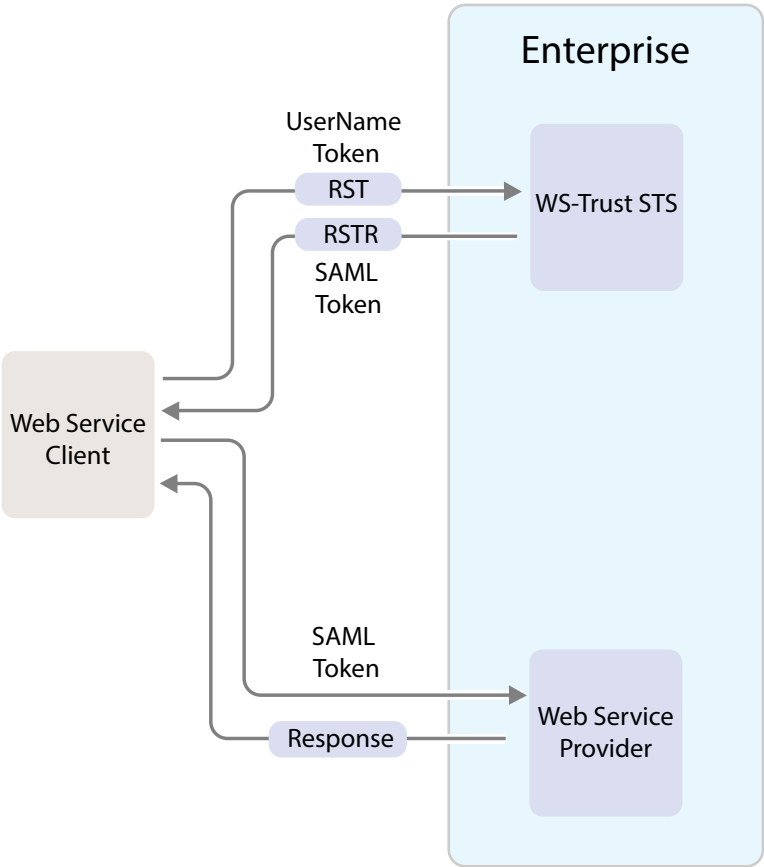 Enterprise
UserName
Token
RST
WS-Trust STS
RSTR
SAML
Token
Web Service
Client
SAML
Token
Web Service
Provider
Response